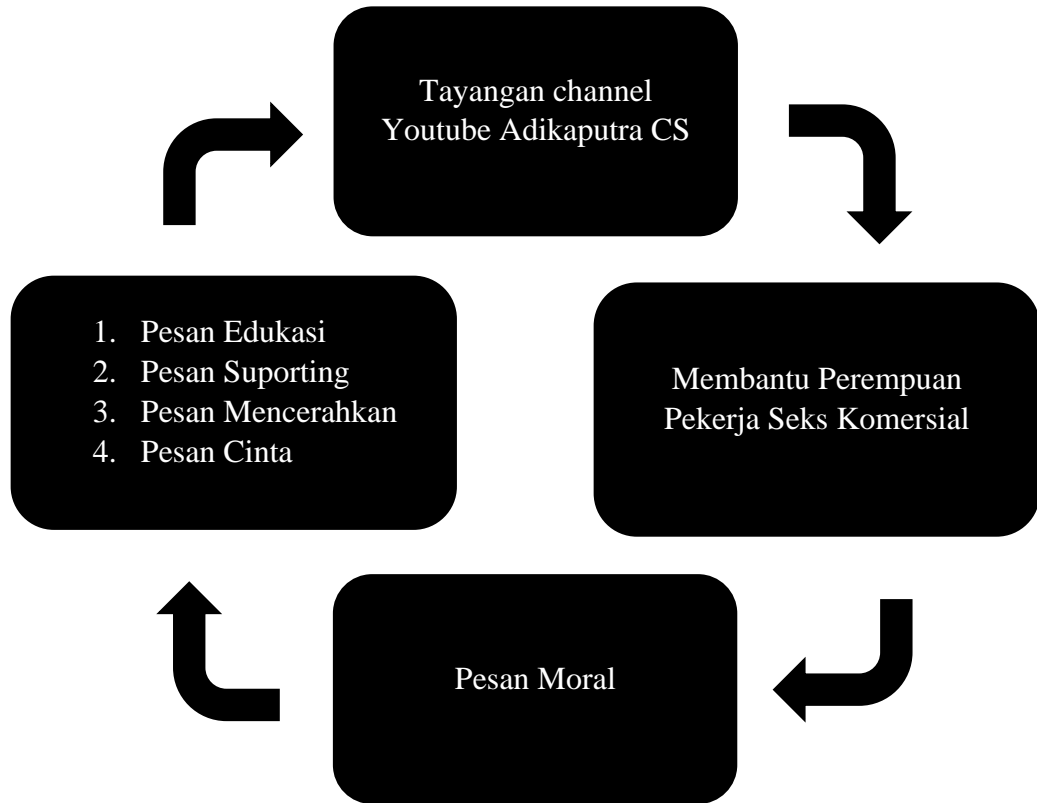 Tayangan channel
Youtube Adikaputra CS
1. Pesan Edukasi
2. Pesan Suporting
3. Pesan Mencerahkan
4. Pesan Cinta
Membantu Perempuan
Pekerja Seks Komersial
Pesan Moral